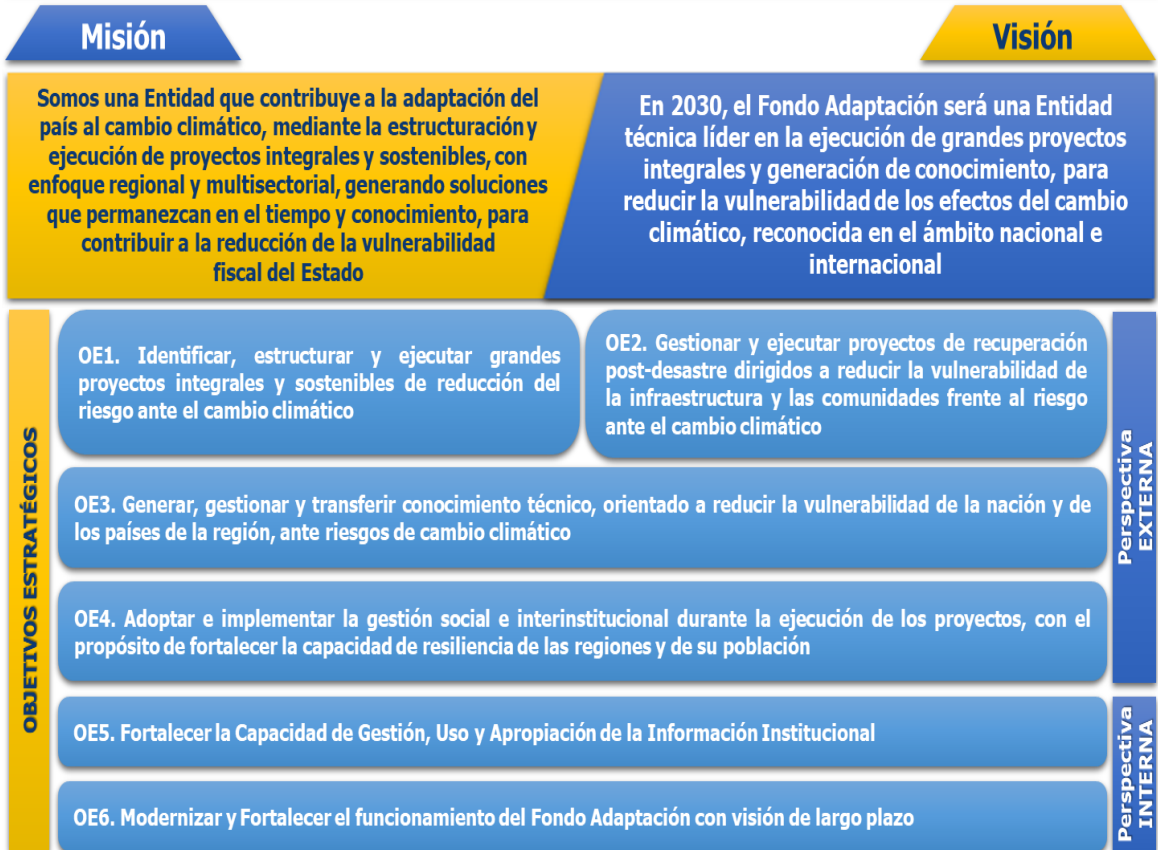 Misión
Visión
Somos una Entidad que contribuye a la adaptación del
país al cambio climático, mediante la estructuración y
ejecución de proyectos integrales y sostenibles, con
enfoque regional y multisectorial, generando soluciones
que permanezcan en el tiempo y conocimiento, para
contribuir a la reducción de la vulnerabilidad
fiscal del Estado
En 2030, el Fondo Adaptación será una Entidad
técnica líder en la ejecución de grandes proyectos
integrales y generación de conocimiento, para
reducir la vulnerabilidad de los efectos del cambio
climático, reconocida en el ámbito nacional e
internacional
OBJETIVOS ESTRATÉGICOS
OE1. Identificar, estructurar y ejecutar grandes
proyectos integrales y sostenibles de reducción del
riesgo ante el cambio climático
OE2. Gestionar y ejecutar proyectos de recuperación
post-desastre dirigidos a reducir la vulnerabilidad de
la infraestructura y las comunidades frente al riesgo
ante el cambio climático
OE3. Generar, gestionar y transferir conocimiento técnico, orientado a reducir la vulnerabilidad de la nación y de
los países de la región, ante riesgos de cambio climático
OE4. Adoptar e implementar la gestión social e interinstitucional durante la ejecución de los proyectos, con el
propósito de fortalecer la capacidad de resiliencia de las regiones y de su población
Perspectiva
EXTERNA
OE5. Fortalecer la Capacidad de Gestión, Uso y Apropiación de la Información Institucional
OE6. Modernizar y Fortalecer el funcionamiento del Fondo Adaptación con visión de largo plazo
Perspectiva
INTERNA